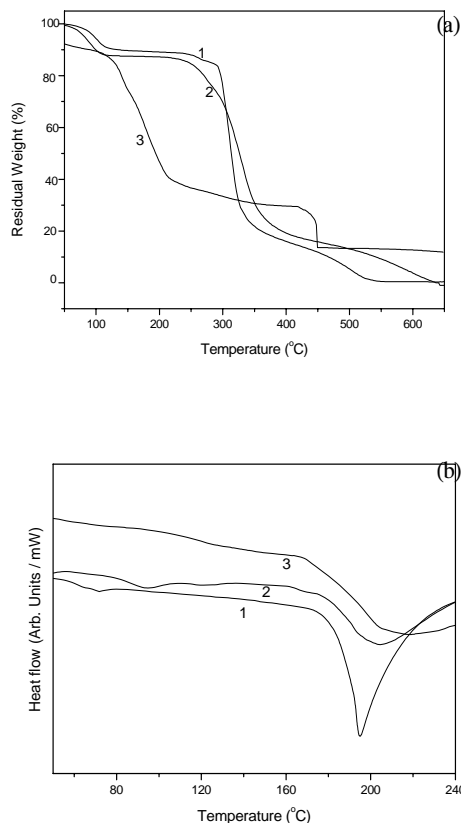 (a)
100
80
60
40
20
0
Residual Weight (%)
1
2
3
100 200 300 400 500 600
Temperature (°C)
(b)
Heat flow (Arb. Units / mW)
3
2
1
80 120 160 200 240
Temperature (°C)